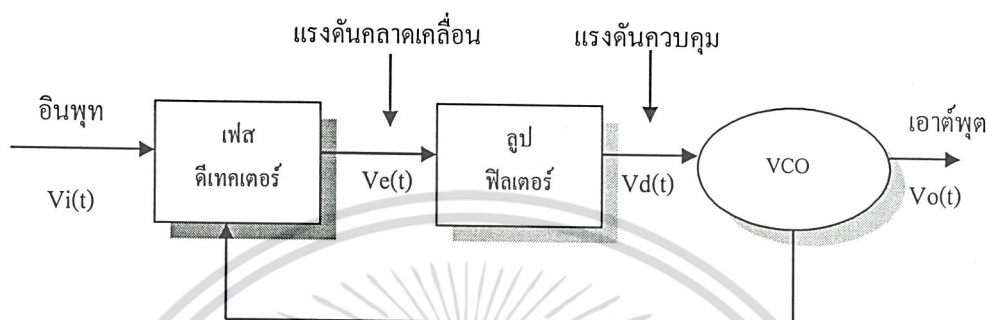 แรงดันคลาดเคลื่อน
แรงดันควบคุม
อินพุท
เฟส
ดีเทคเตอร์
ลูป
ฟิลเตอร์
VCO
เอาต์พุต
Vi(t)
Ve(t)
Vd(t)
Vo(t)